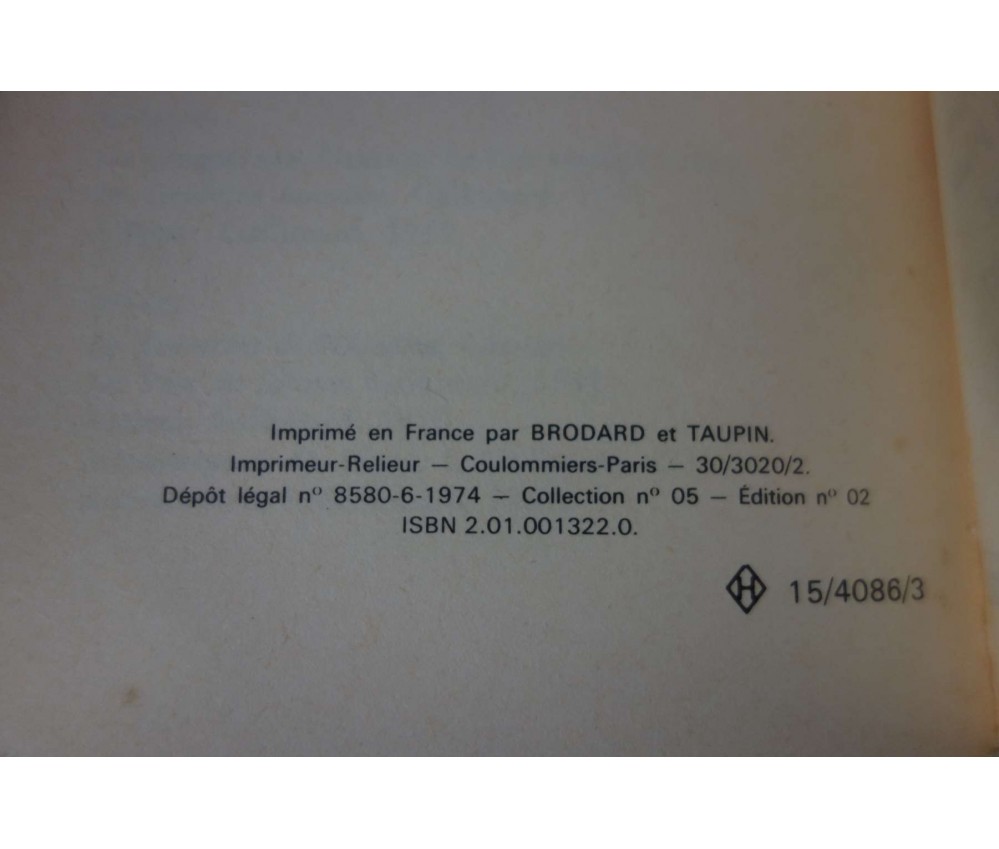 Imprimé en France par BRODARD et TAUPIN.
Imprimeur-Relieur — Coulommiers-Paris — 30/3020/2.
Dépôt légal nº 8580-6-1974 — Collection nº 05 — Édition nº 02
ISBN 2.01.001322.0.
H 15/4086/3